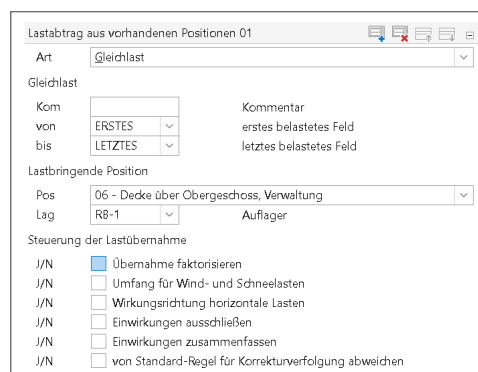 Lastabtrag aus vorhandenen Positionen 01
Art Gleichlast
Gleichlast
Kom Kommentar
von ERSTES erstes belastetes Feld
bis LETZTES letztes belastetes Feld
Lastbringende Position
Pos 06 - Decke über Obergeschoss, Verwaltung
Lag RB-1 Auflager
Steuerung der Lastübernahme
J/N Übernahme faktorisieren
J/N Umfang für Wind- und Schneelasten
J/N Wirkungsrichtung horizontale Lasten
J/N Einwirkungen ausschließen
J/N Einwirkungen zusammenfassen
J/N von Standard-Regel für Korrekturverfolgung abweichen